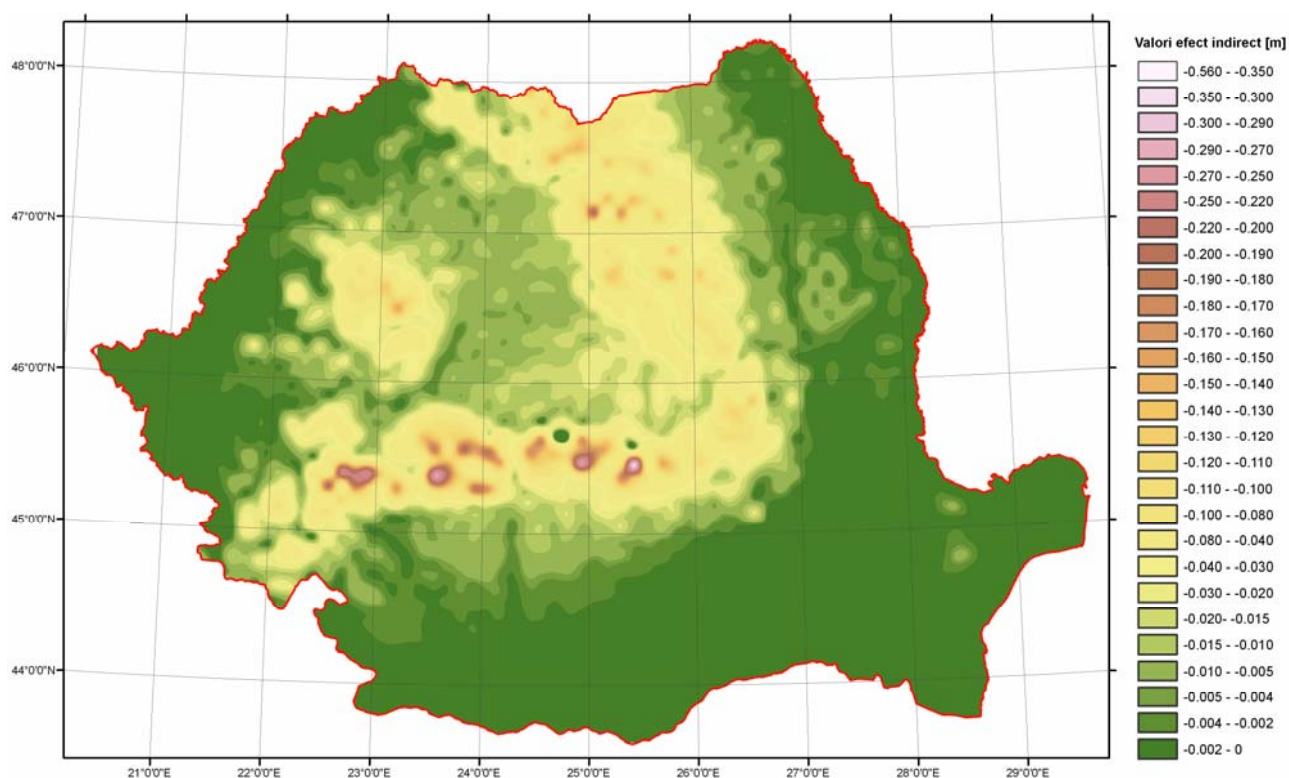 Valori efect indirect [m]
-0.560 - -0.350
-0.350 - -0.300
-0.300 - -0.290
-0.290 - -0.270
-0.270 - -0.250
-0.250 - -0.220
-0.220 - -0.200
-0.200 - -0.190
-0.190 - -0.180
-0.180 - -0.170
-0.170 - -0.160
-0.160 - -0.150
-0.150 - -0.140
-0.140 - -0.130
-0.130 - -0.120
-0.120 - -0.110
-0.110 - -0.100
-0.100 - -0.080
-0.080 - -0.040
-0.040 - -0.030
-0.030 - -0.020
-0.020- -0.015
-0.015 - -0.010
-0.010 - -0.005
-0.005 - -0.004
-0.004 - -0.002
-0.002 - 0
48°0'0"N
47°0'0"N
46°0'0"N
45°0'0"N
44°0'0"N
21°0'0"E 22°0'0"E 23°0'0"E 24°0'0"E 25°0'0"E 26°0'0"E 27°0'0"E 28°0'0"E 29°0'0"E